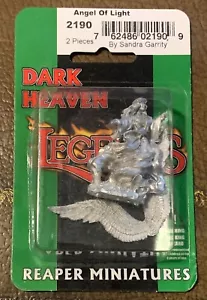 Angel Of Light
2190
7 62486 02190 9
2 Pieces
By Sandra Garrity
DARK
HEAVEN
LEGENDS
REAPER MINIATURES